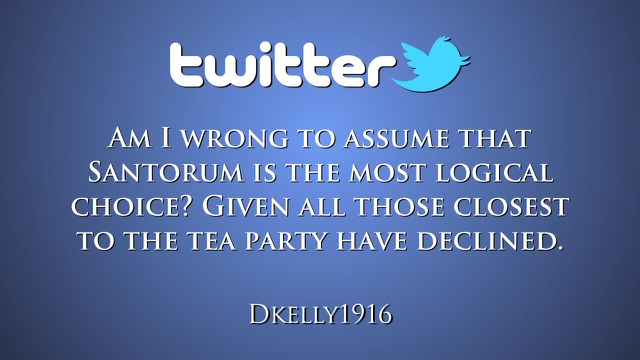 twitter
Am I wrong to assume that
Santorum is the most logical
choice? Given all those closest
to the tea party have declined.
Dkelly1916